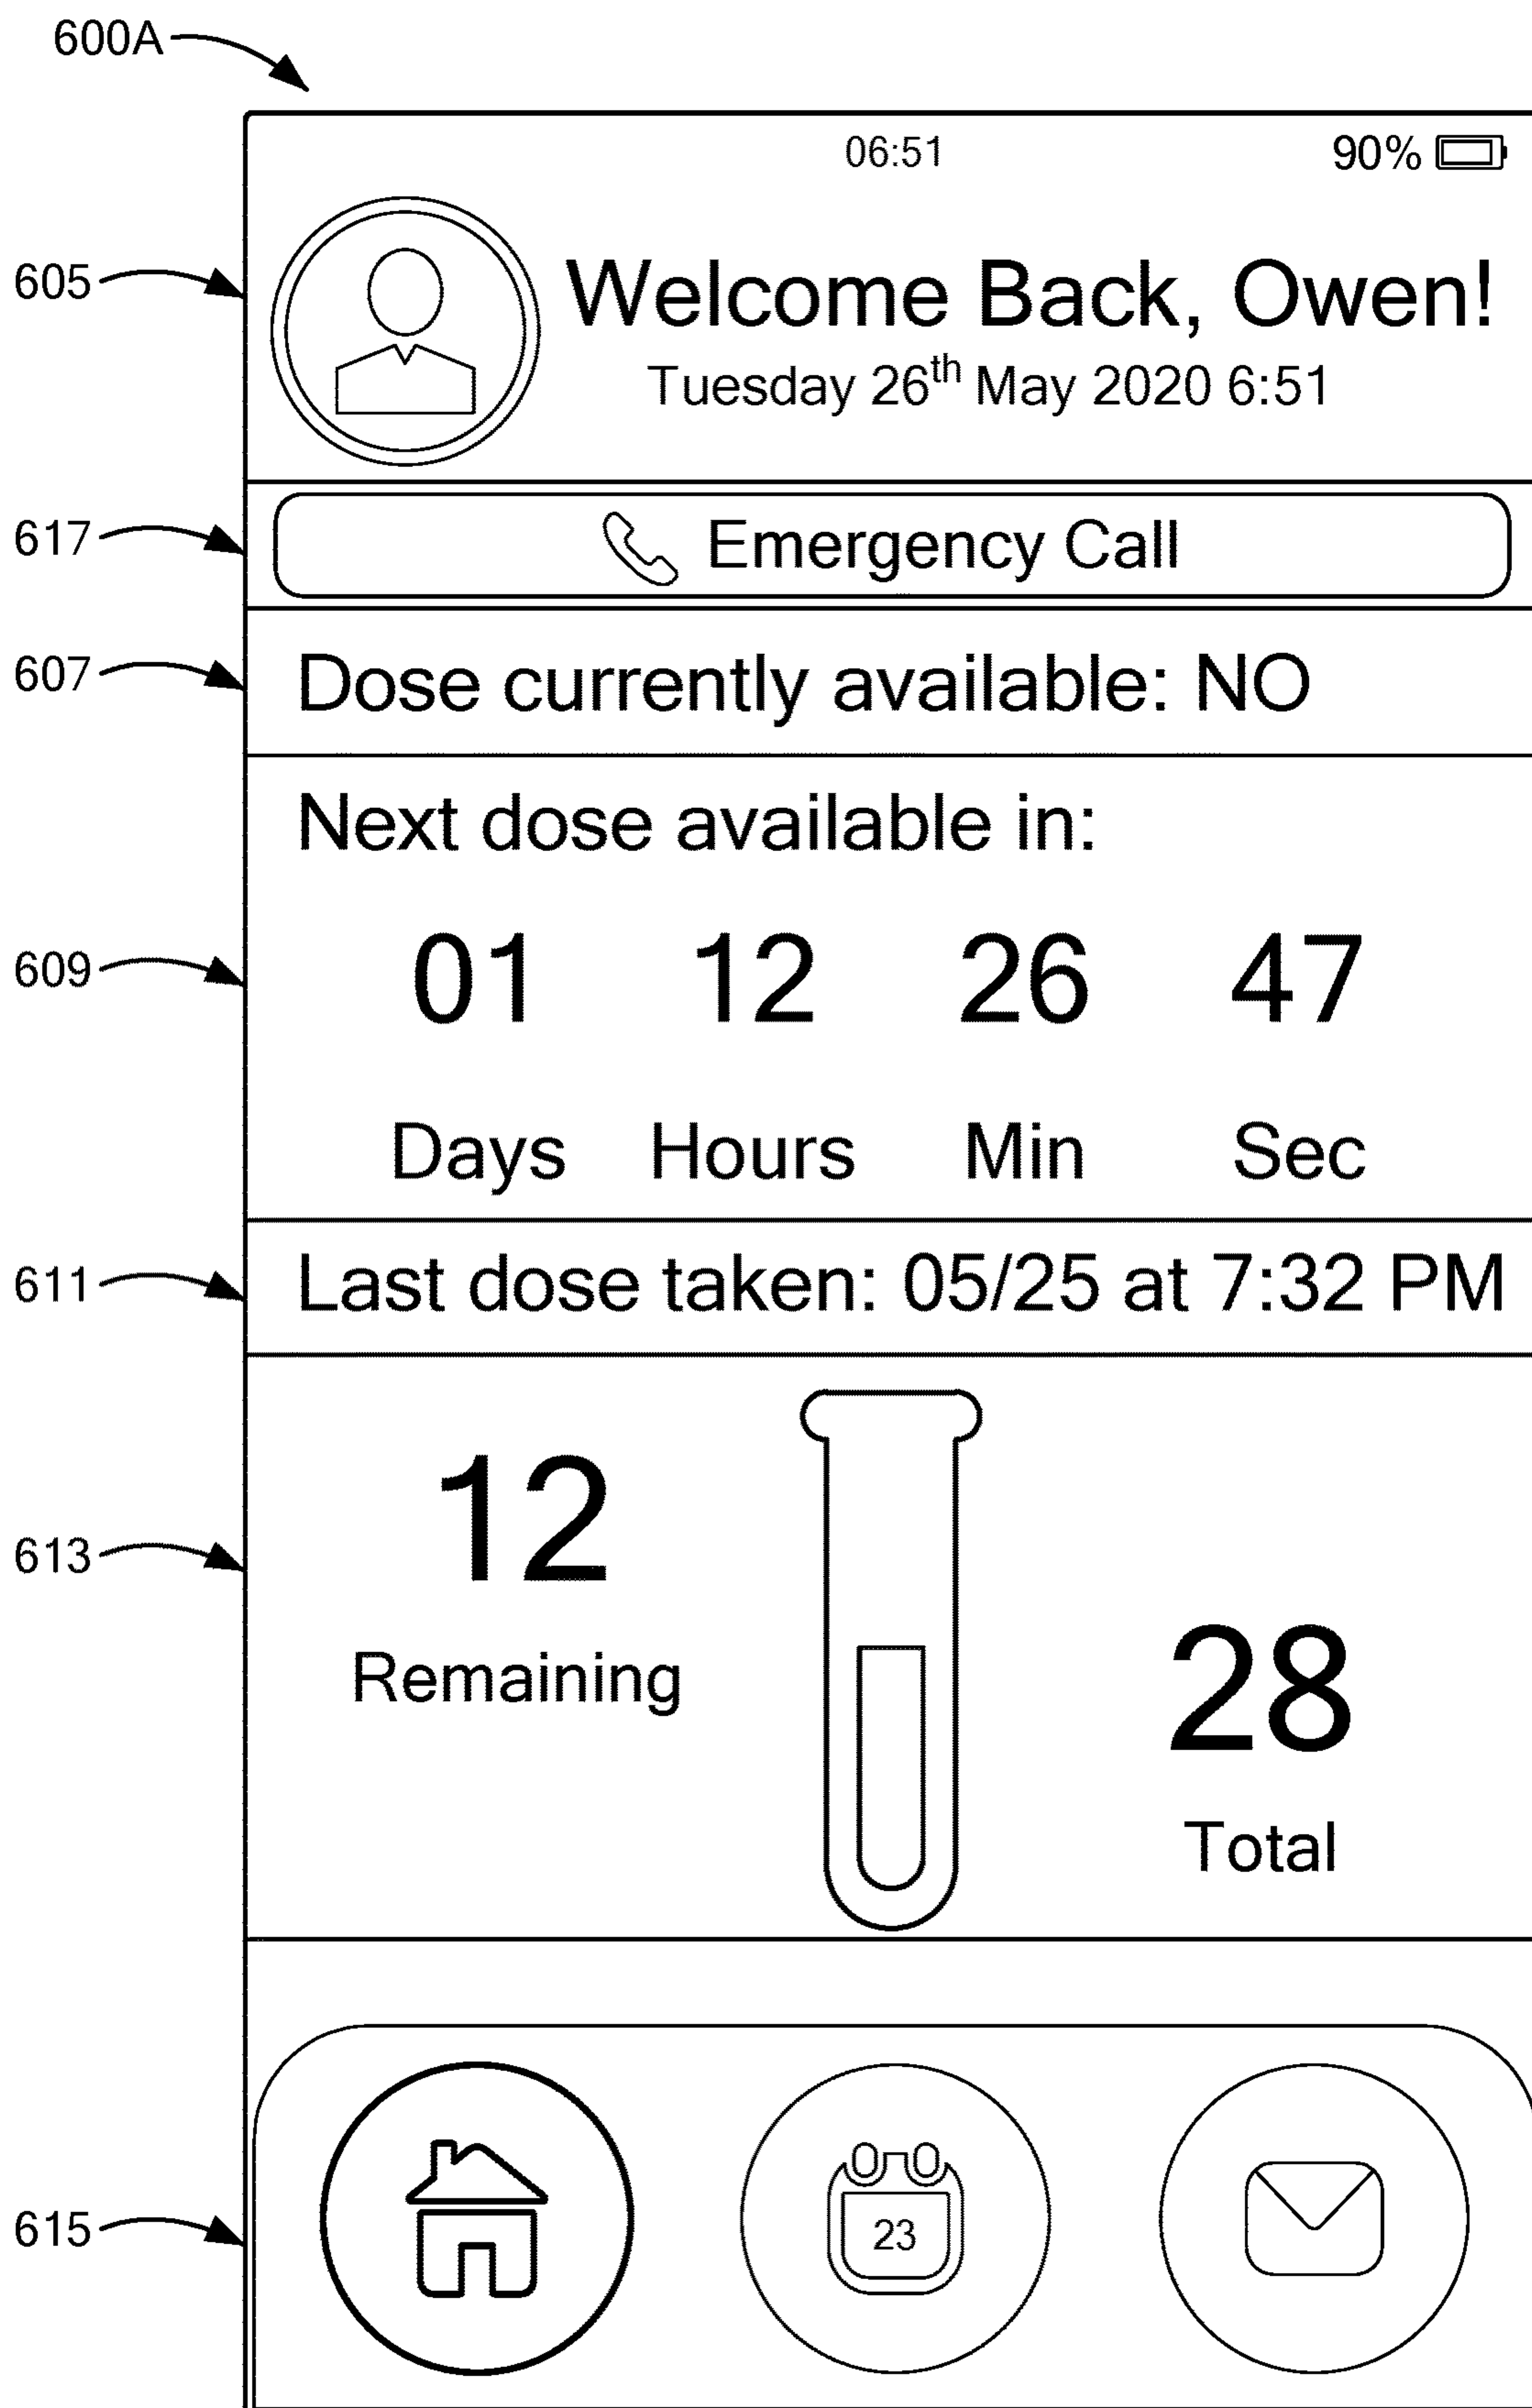 600A
06:51 90%
605
Welcome Back, Owen!
Tuesday 26th May 2020 6:51
617
Emergency Call
607
Dose currently available: NO
Next dose available in:
609
01 12 26 47
Days Hours Min Sec
611
Last dose taken: 05/25 at 7:32 PM
613
12
Remaining
28
Total
615
23